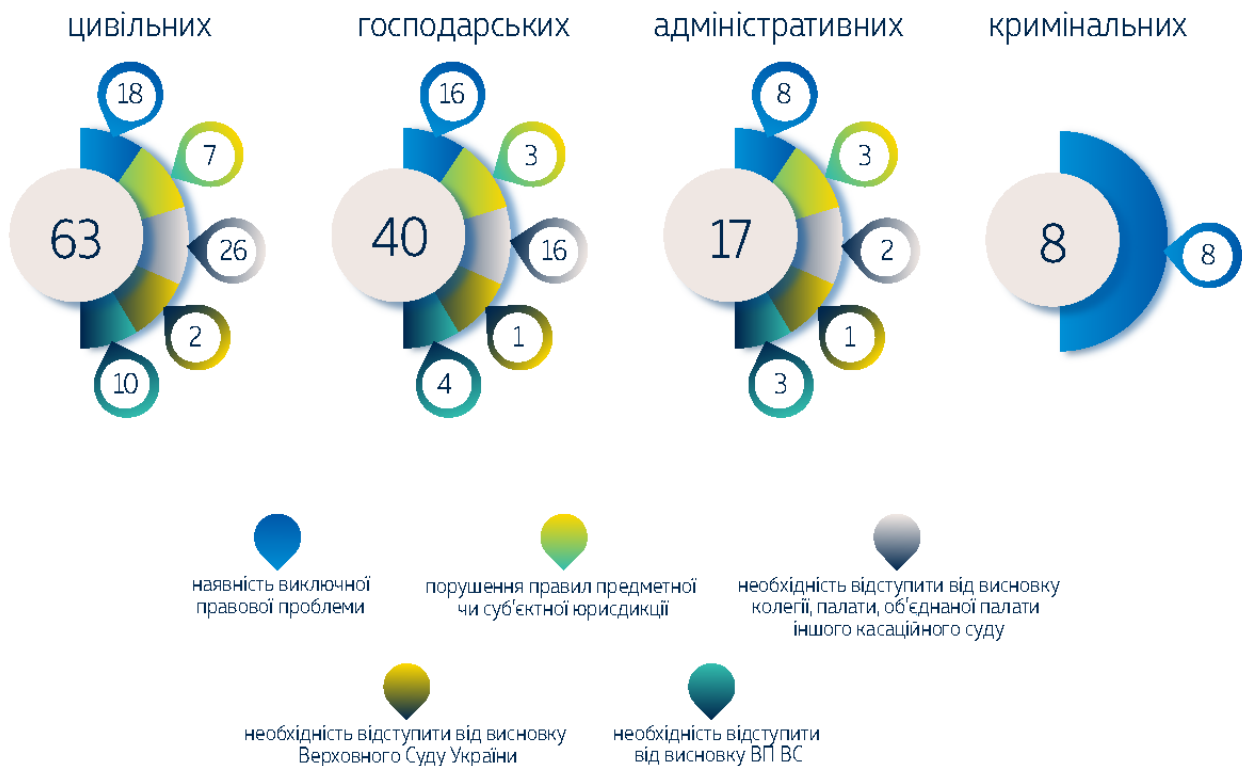 цивільних
18
7
63
26
2
10
господарських
16
3
40
16
1
4
адміністративних
8
3
17
2
1
3
кримінальних
8
8
наявність виключної
правової проблеми
порушення правил предметної
чи суб'єктної юрисдикції
необхідність відступити від висновку
колегії, палати, об'єднаної палати
іншого касаційного суду
необхідність відступити від висновку
Верховного Суду України
необхідність відступити
від висновку ВП ВС